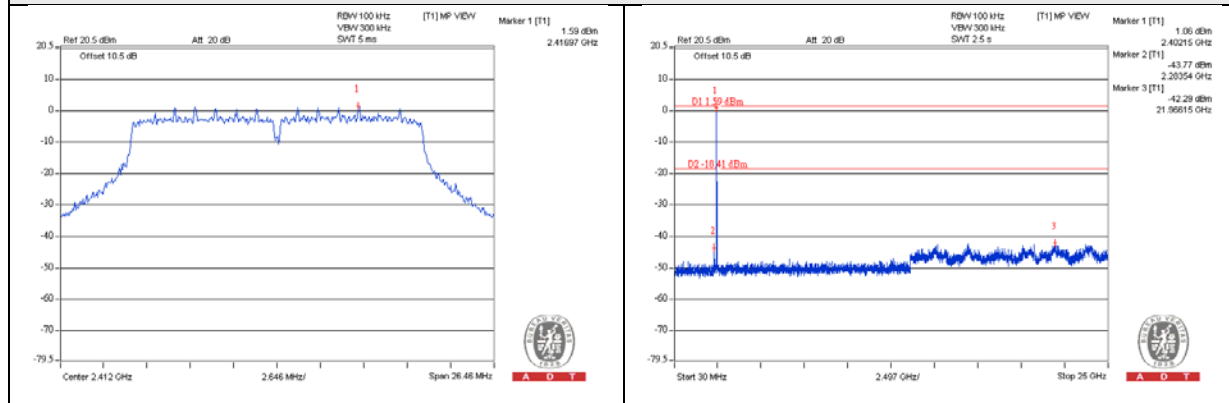 RBW 100 kHz
VBW 300 kHz
SWT 5 ms
[T1] MP VIEW
Ref 20.5 dBm
Att 20 dB
Marker 1 [T1]
1.59 dBm
2.41697 GHz
20.5
Offset 10.5 dB
10
0
-10
-20
-30
-40
-50
-60
-70
-79.5
1
Center 2.412 GHz
2.646 MHz/
Span 26.46 MHz
BUREAU VERITAS
1828
A D T
RBW 100 kHz
VBW 300 kHz
SWT 2.5 s
[T1] MP VIEW
Ref 20.5 dBm
Att 20 dB
Marker 1 [T1]
1.06 dBm
2.40215 GHz
Marker 2 [T1]
-43.77 dBm
2.28354 GHz
Marker 3 [T1]
-42.29 dBm
21.96615 GHz
20.5
Offset 10.5 dB
10
0
-10
-20
-30
-40
-50
-60
-70
-79.5
1
D1 1.59 dBm
D2 -18.41 dBm
2
3
Start 30 MHz
2.497 GHz/
Stop 25 GHz
BUREAU VERITAS
1828
A D T